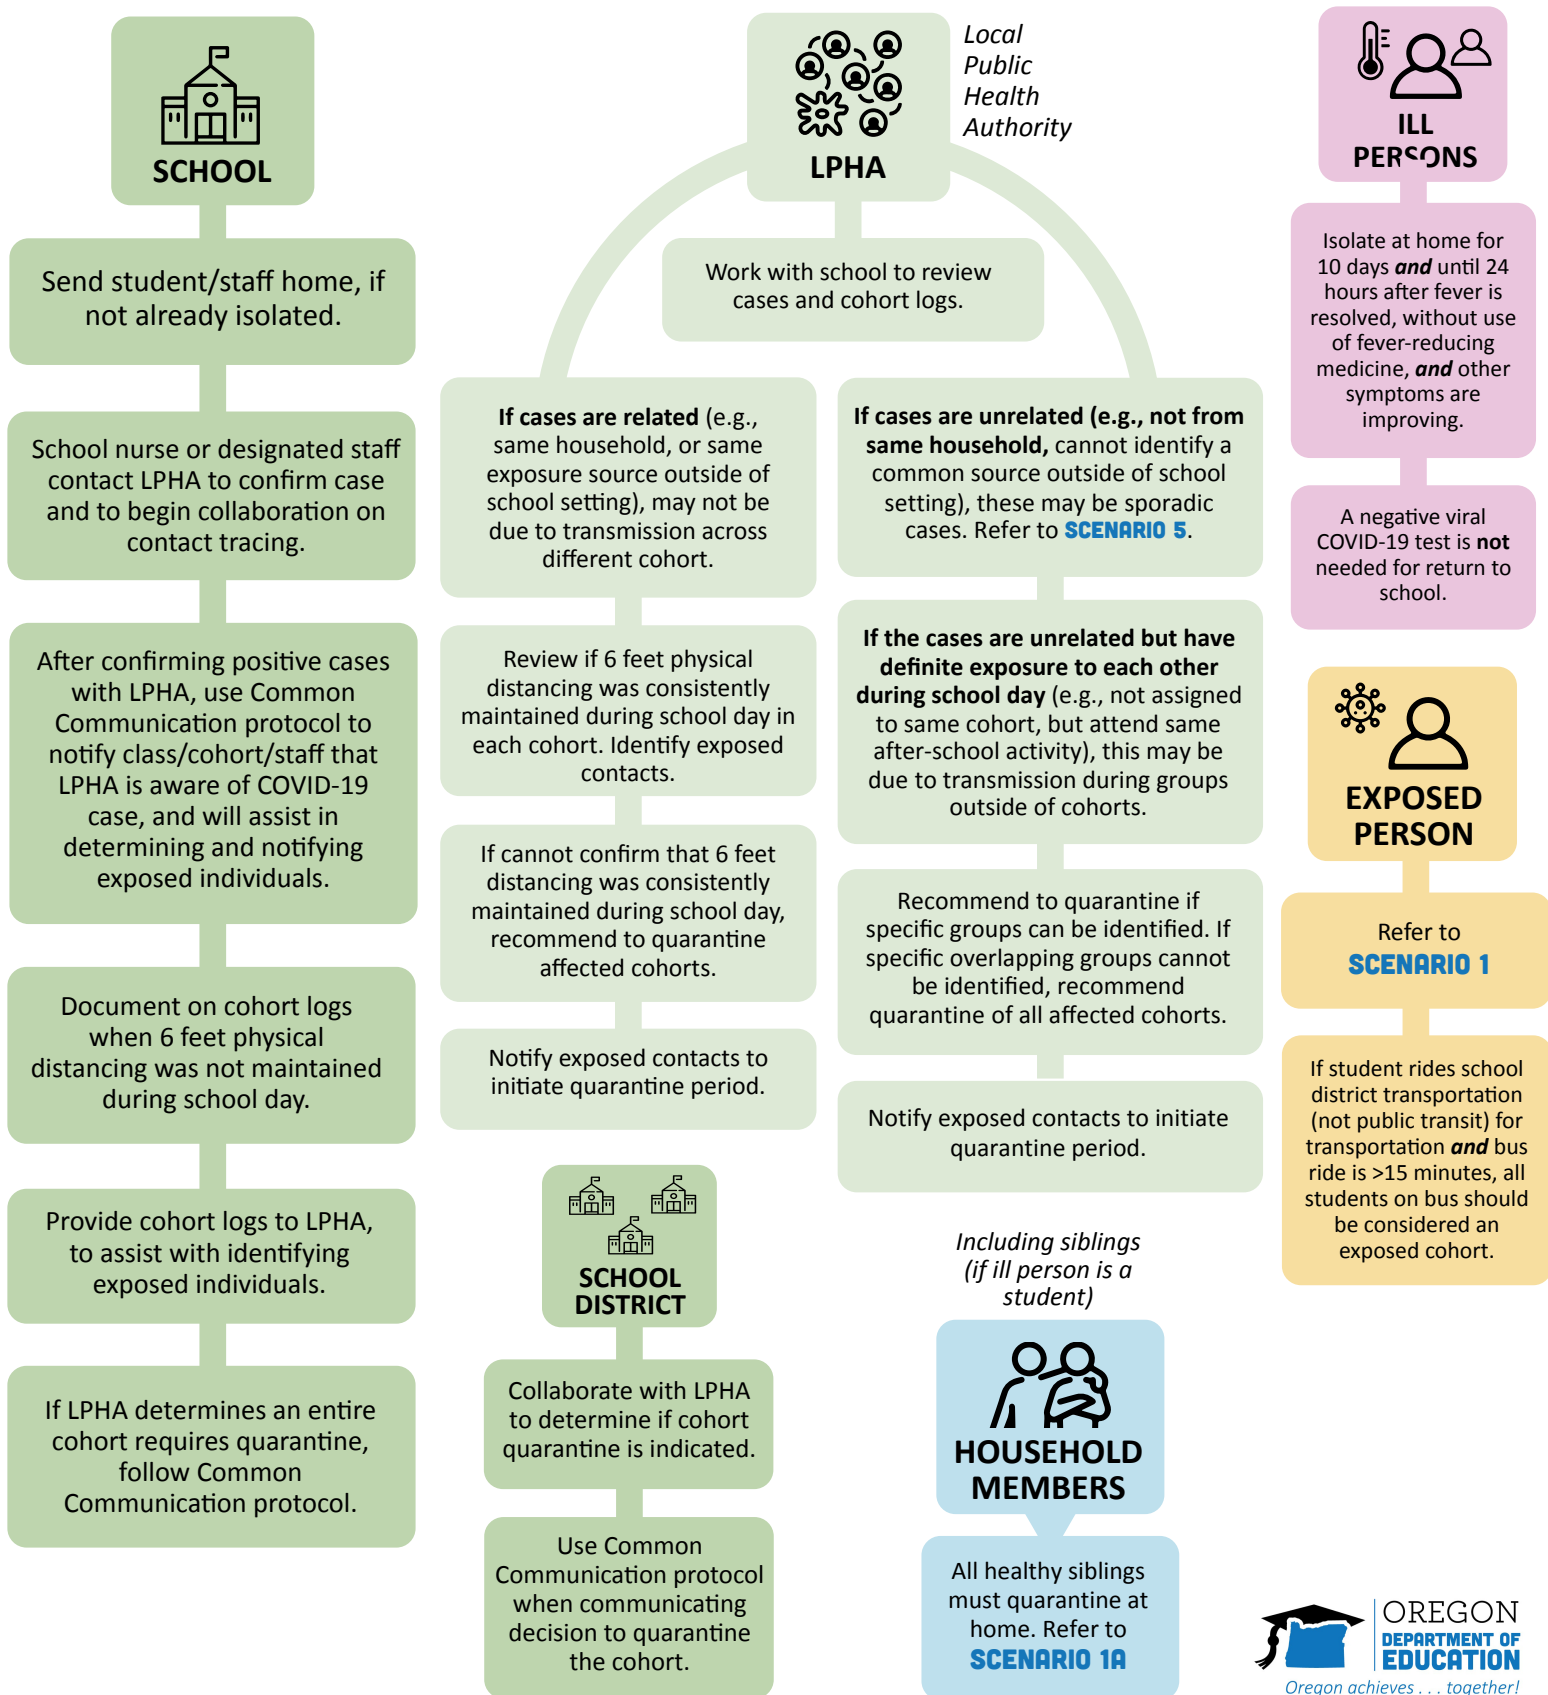 SCHOOL
Send student/staff home, if
not already isolated.
School nurse or designated staff
contact LPHA to confirm case
and to begin collaboration on
contact tracing.
After confirming positive cases
with LPHA, use Common
Communication protocol to
notify class/cohort/staff that
LPHA is aware of COVID-19
case, and will assist in
determining and notifying
exposed individuals.
Document on cohort logs
when 6 feet physical
distancing was not maintained
during school day.
Provide cohort logs to LPHA,
to assist with identifying
exposed individuals.
If LPHA determines an entire
cohort requires quarantine,
follow Common
Communication protocol.
LPHA
Local
Public
Health
Authority
Work with school to review
cases and cohort logs.
If cases are related (e.g.,
same household, or same
exposure source outside of
school setting), may not be
due to transmission across
different cohort.
Review if 6 feet physical
distancing was consistently
maintained during school day in
each cohort. Identify exposed
contacts.
If cannot confirm that 6 feet
distancing was consistently
maintained during school day,
recommend to quarantine
affected cohorts.
Notify exposed contacts to
initiate quarantine period.
If cases are unrelated (e.g., not from
same household, cannot identify a
common source outside of school
setting), these may be sporadic
cases. Refer to SCENARIO 5.
If the cases are unrelated but have
definite exposure to each other
during school day (e.g., not assigned
to same cohort, but attend same
after-school activity), this may be
due to transmission during groups
outside of cohorts.
Recommend to quarantine if
specific groups can be identified. If
specific overlapping groups cannot
be identified, recommend
quarantine of all affected cohorts.
Notify exposed contacts to initiate
quarantine period.
SCHOOL
DISTRICT
Collaborate with LPHA
to determine if cohort
quarantine is indicated.
Use Common
Communication protocol
when communicating
decision to quarantine
the cohort.
Including siblings
(if ill person is a
student)
HOUSEHOLD
MEMBERS
All healthy siblings
must quarantine at
home. Refer to
SCENARIO 1A
ILL
PERSONS
Isolate at home for
10 days and until 24
hours after fever is
resolved, without use
of fever-reducing
medicine, and other
symptoms are
improving.
A negative viral
COVID-19 test is not
needed for return to
school.
EXPOSED
PERSON
Refer to
SCENARIO 1
If student rides school
district transportation
(not public transit) for
transportation and bus
ride is >15 minutes, all
students on bus should
be considered an
exposed cohort.
OREGON
DEPARTMENT OF
EDUCATION
Oregon achieves . . . together!